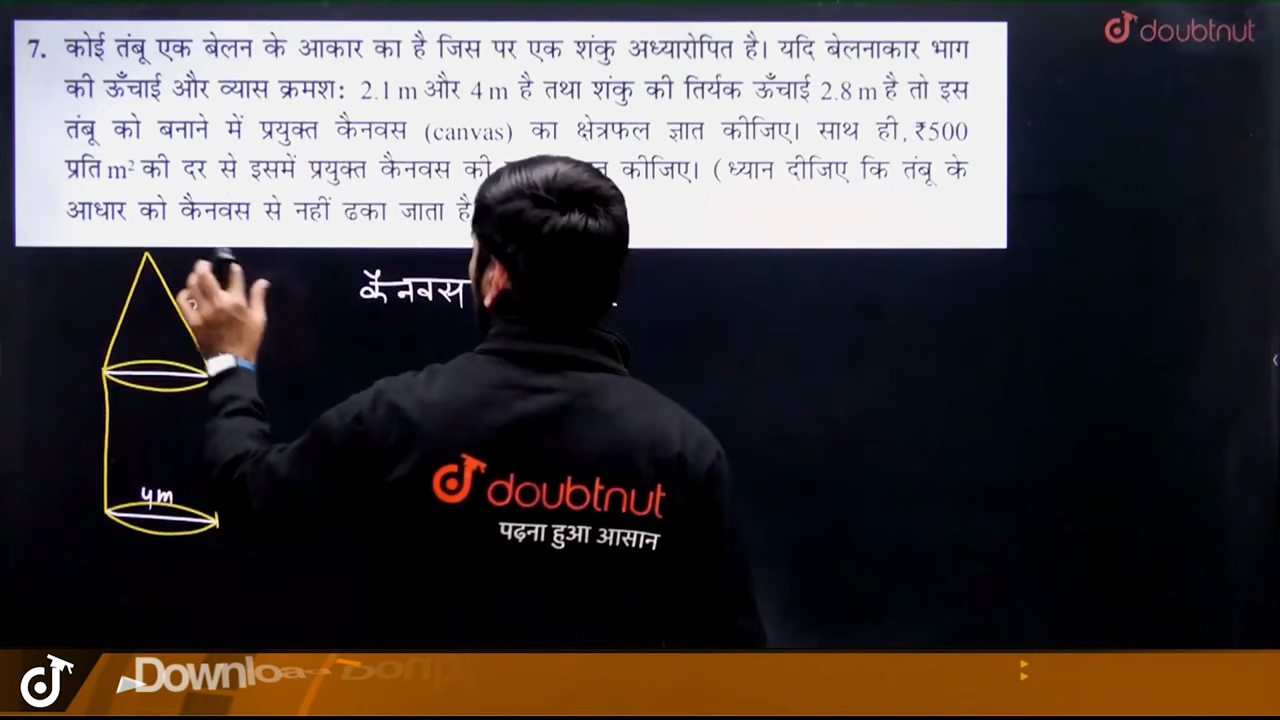 doubtnut
7. कोई तंबू एक बेलन के आकार का है जिस पर एक शंकु अध्यारोपित है। यदि बेलनाकार भाग
की ऊँचाई और व्यास क्रमश: 2.1 m और 4 m है तथा शंकु की तिर्यक ऊँचाई 2.8 m है तो इस
तंबू को बनाने में प्रयुक्त कैनवस (canvas) का क्षेत्रफल ज्ञात कीजिए। साथ ही, ₹500
प्रति m² की दर से इसमें प्रयुक्त कैनवस की कीजिए। (ध्यान दीजिए कि तंबू के
आधार को कैनवस से नहीं ढका जाता है
कैनवस
4m
doubtnut
पढ़ना हुआ आसान
Download